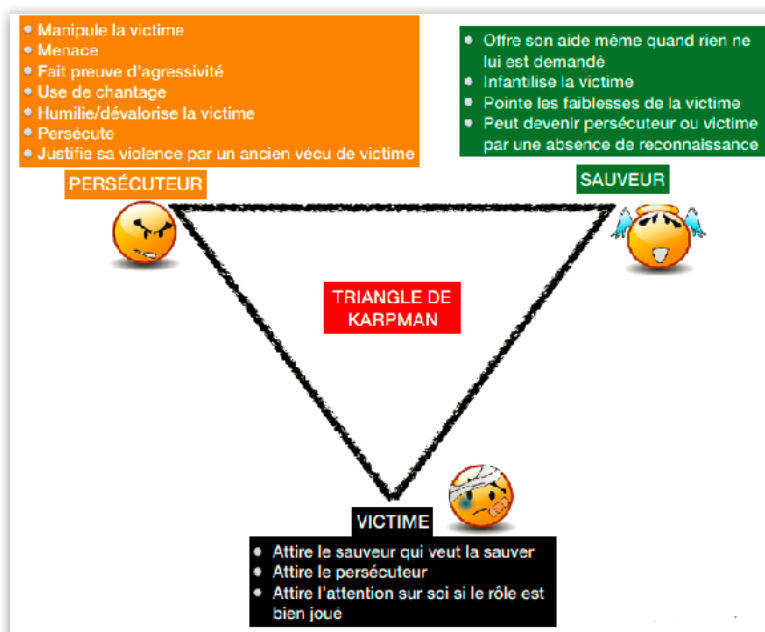 Manipule la victime
Menace
Fait preuve d'agressivité
Use de chantage
Humilie/dévalorise la victime
Persécute
Justifie sa violence par un ancien vécu de victime
PERSÉCUTEUR
Offre son aide même quand rien ne
lui est demandé
Infantilise la victime
Pointe les faiblesses de la victime
Peut devenir persécuteur ou victime
par une absence de reconnaissance
SAUVEUR
TRIANGLE DE
KARPMAN
VICTIME
Attire le sauveur qui veut la sauver
Attire le persécuteur
Attire l'attention sur soi si le rôle est
bien joué